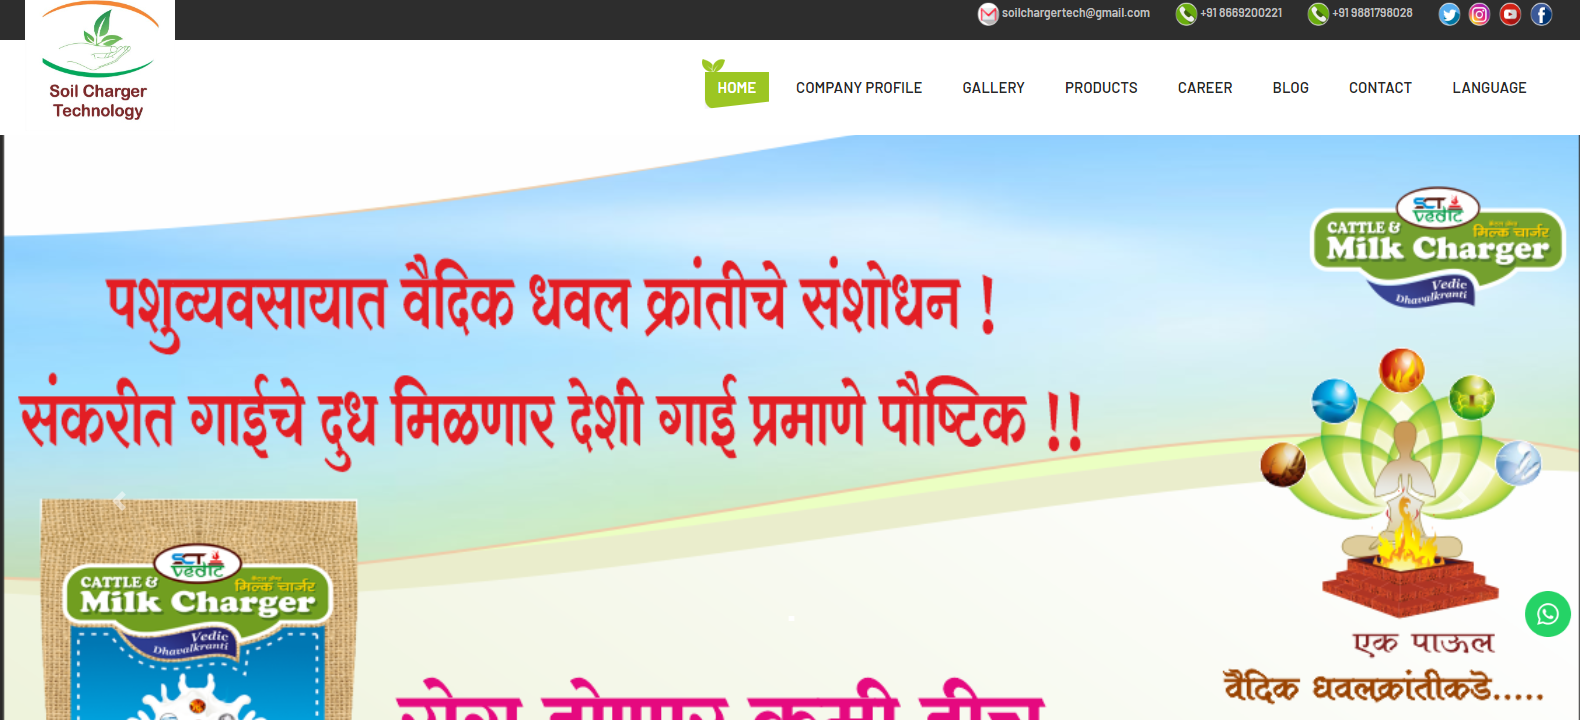 soilchargertech@gmail.com +91 8669200221 +91 9881798028
Soil Charger
Technology
HOME COMPANY PROFILE GALLERY PRODUCTS CAREER BLOG CONTACT LANGUAGE
SCT
vedic
CATTLE &
मिल्क चार्जर
Milk Charger
Vedic
Dhavalkranti
पशुव्यवसायात वैदिक धवल क्रांतीचे संशोधन !
संकरीत गाईचे दुध मिळणार देशी गाई प्रमाणे पौष्टिक !!
SCT
vedic
CATTLE &
मिल्क चार्जर
Milk Charger
Vedic
Dhavalkranti
एक पाऊल
वैदिक धवलक्रांतीकडे.....